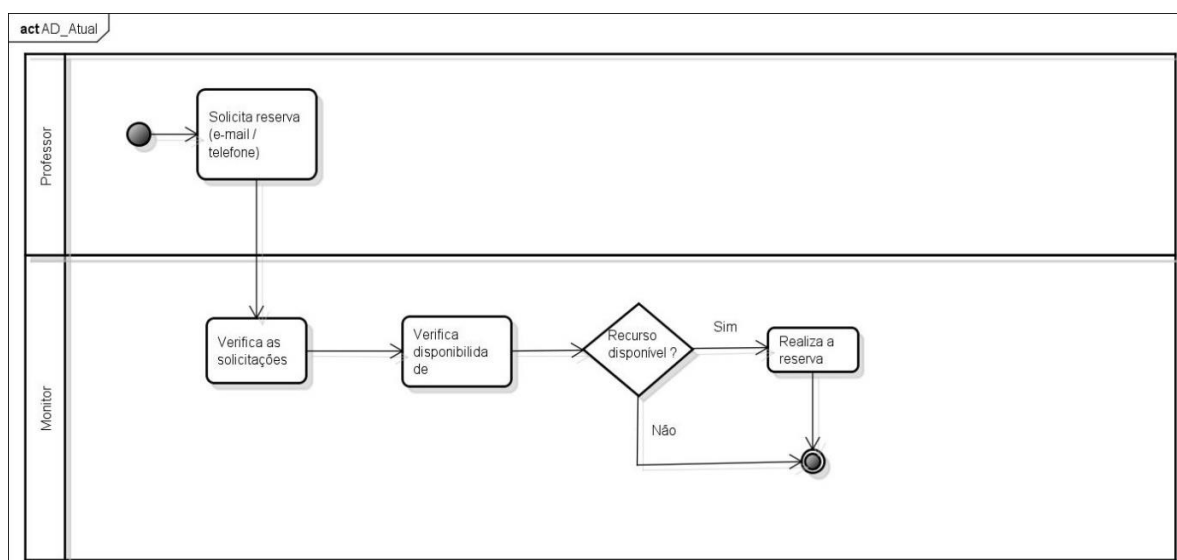 act AD_Atual
Professor
Solicita reserva
(e-mail /
telefone)
Monitor
Verifica as
solicitações
Verifica
disponibilida
de
Recurso
disponível ?
Sim
Não
Realiza a
reserva